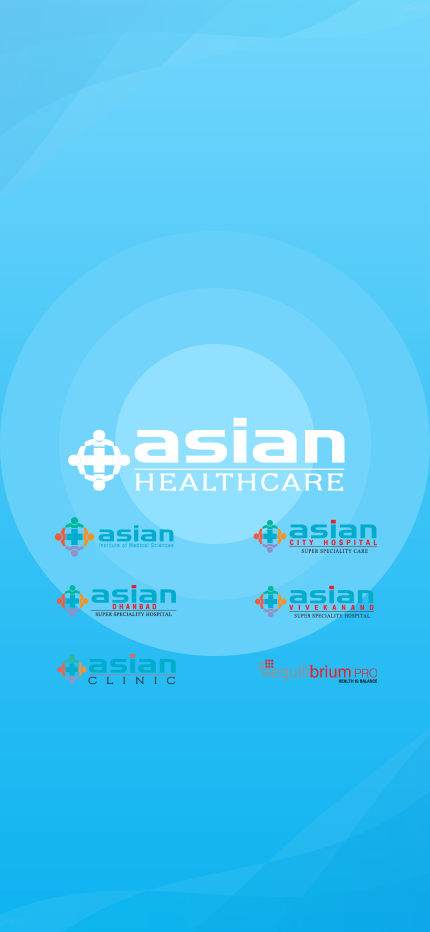 asian
HEALTHCARE
asian
Institute of Medical Sciences
asian
CITY HOSPITAL
SUPER SPECIALITY CARE
asian
DHANBAD
SUPER SPECIALITY HOSPITAL
asian
VIVEKANAND
SUPER SPECIALITY HOSPITAL
asian
CLINIC
equilibrium PRO
HEALTH IS BALANCE